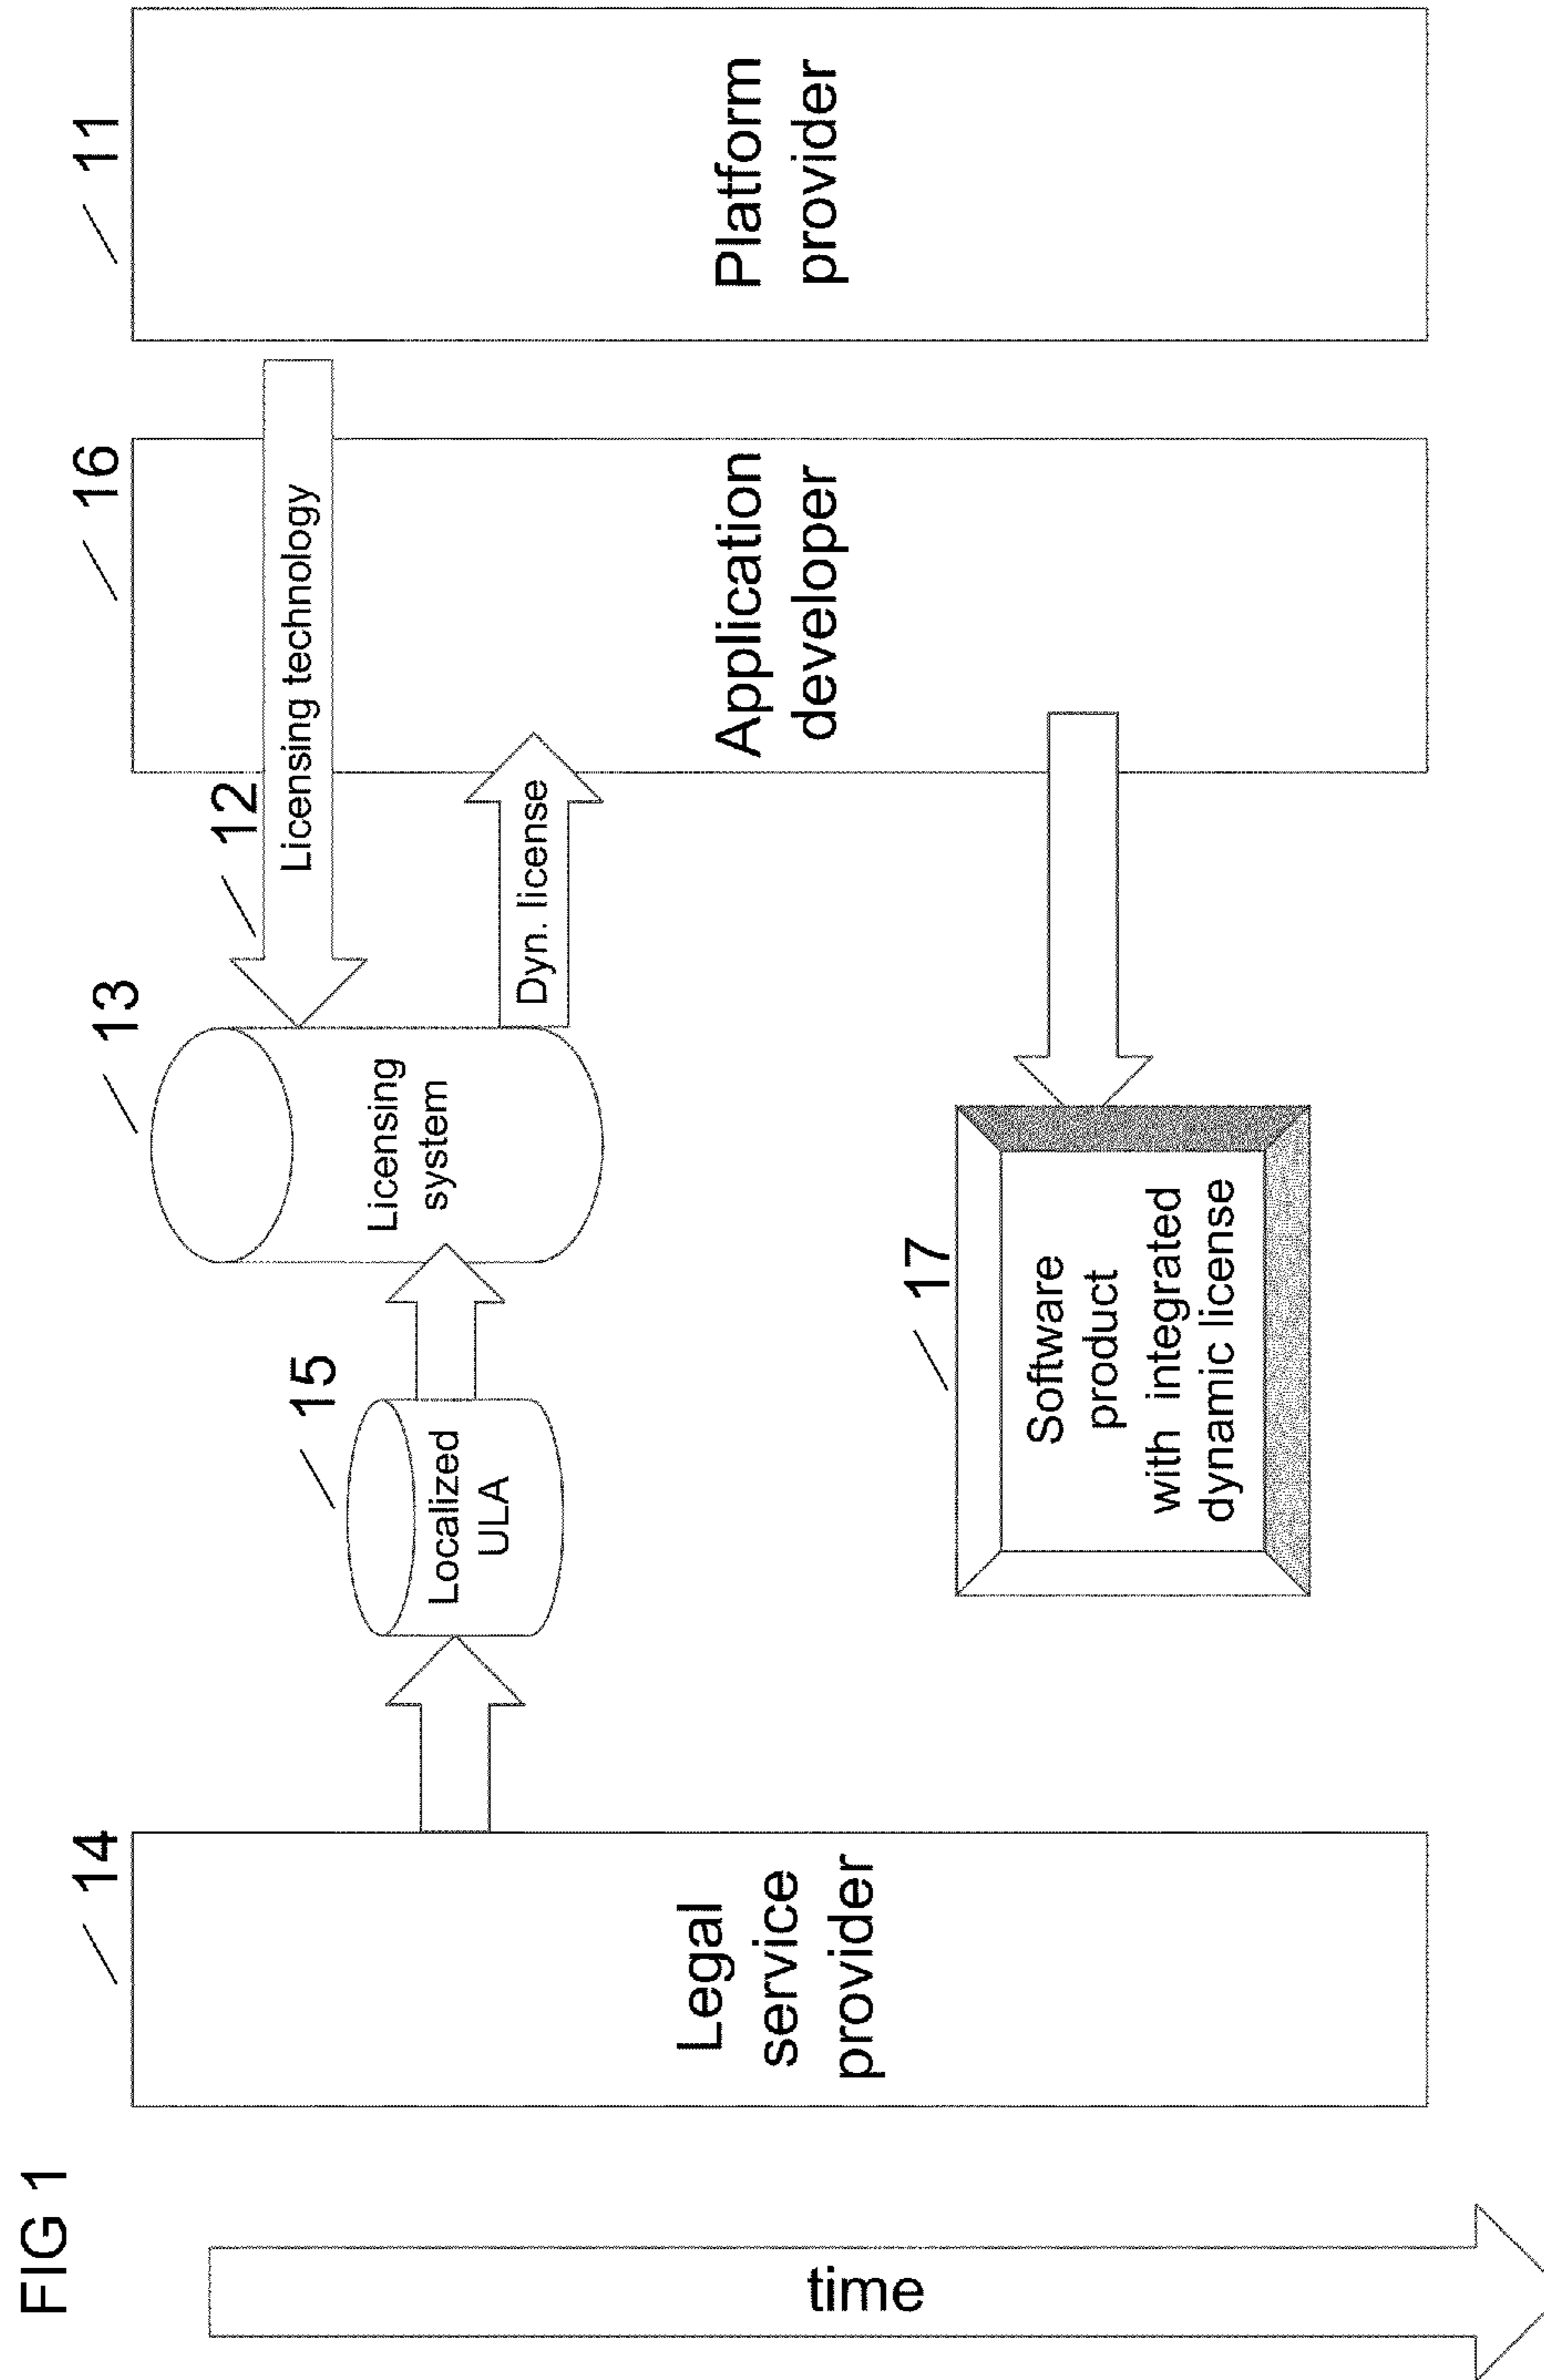 FIG 1
14
15
13
12
16
11
Licensing technology
Licensing
system
Localized
ULA
Dyn. license
Legal
service
provider
Application
developer
Platform
provider
17
Software
product
with integrated
dynamic license
time